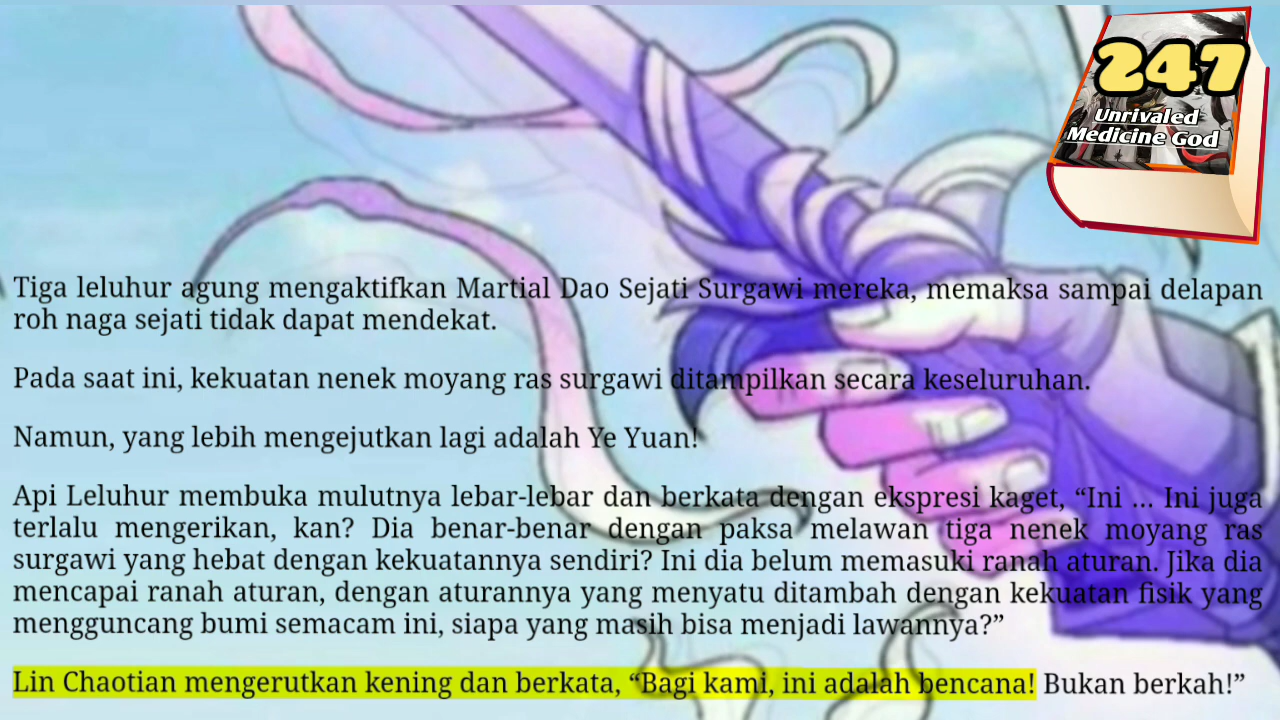 247
Unrivaled
Medicine God
Tiga leluhur agung mengaktifkan Martial Dao Sejati Surgawi mereka, memaksa sampai delapan
roh naga sejati tidak dapat mendekat.
Pada saat ini, kekuatan nenek moyang ras surgawi ditampilkan secara keseluruhan.
Namun, yang lebih mengejutkan lagi adalah Ye Yuan!
Api Leluhur membuka mulutnya lebar-lebar dan berkata dengan ekspresi kaget, “Ini … Ini juga
terlalu mengerikan, kan? Dia benar-benar dengan paksa melawan tiga nenek moyang ras
surgawi yang hebat dengan kekuatannya sendiri? Ini dia belum memasuki ranah aturan. Jika dia
mencapai ranah aturan, dengan aturannya yang menyatu ditambah dengan kekuatan fisik yang
mengguncang bumi semacam ini, siapa yang masih bisa menjadi lawannya?”
Lin Chaotian mengerutkan kening dan berkata, “Bagi kami, ini adalah bencana! Bukan berkah!”